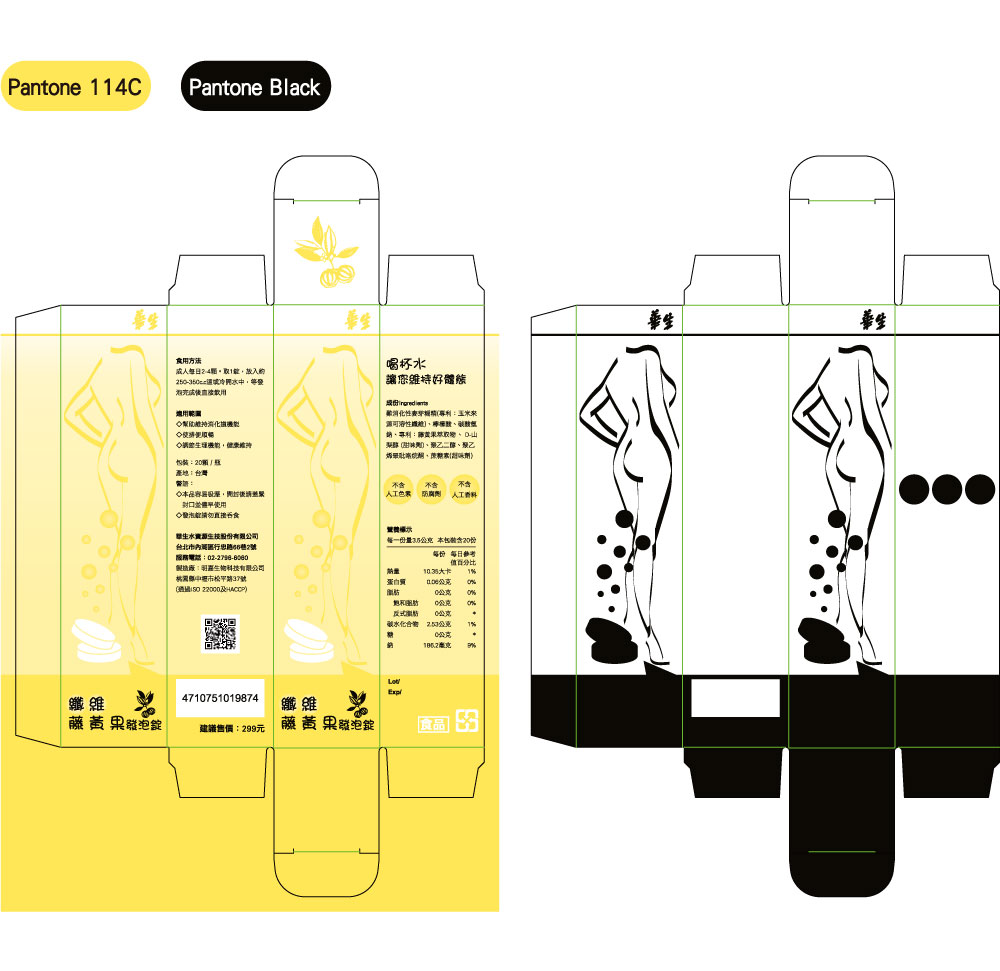 Pantone 114C
Pantone Black
華生
華生
華生
華生
食用方法
成人每日2-4顆，取1錠，放入約
250-350c.c溫或冷開水中，等發
泡完成後直接飲用
適用範圍
◇幫助維持消化道機能
◇使排便順暢
◇調節生理機能，健康維持
包裝：20顆 / 瓶
產地：台灣
警語：
◇本品容易吸潮，開封後請蓋緊
封口並儘早使用
◇發泡錠請勿直接吞食
華生水資源生技股份有限公司
台北市內湖區行忠路66巷2號
服務電話：02-2796-6060
製造廠：明嘉生物科技有限公司
桃園縣中壢市松平路37號
(通過ISO 22000及HACCP)
4710751019874
建議售價：299元
喝杯水
讓您維持好體態
成份Ingredients
難消化性麥芽糊精(專利：玉米來
源可溶性纖維)、檸檬酸、碳酸氫
鈉、專利：藤黃果萃取物、 D-山
梨醇 (甜味劑)、聚乙二醇、聚乙
烯聚吡咯烷酮、蔗糖素(甜味劑)
不含
人工色素
不含
防腐劑
不含
人工香料
營養標示
每一份量3.5公克 本包裝含20份
每份 每日參考
值百分比
熱量 10.35大卡 1%
蛋白質 0.06公克 0%
脂肪 0公克 0%
飽和脂肪 0公克 0%
反式脂肪 0公克 *
碳水化合物 2.53公克 1%
糖 0公克 *
鈉 186.2毫克 9%
Lot/
Exp/
食品
纖維
藤黃果發泡錠
纖維
藤黃果發泡錠